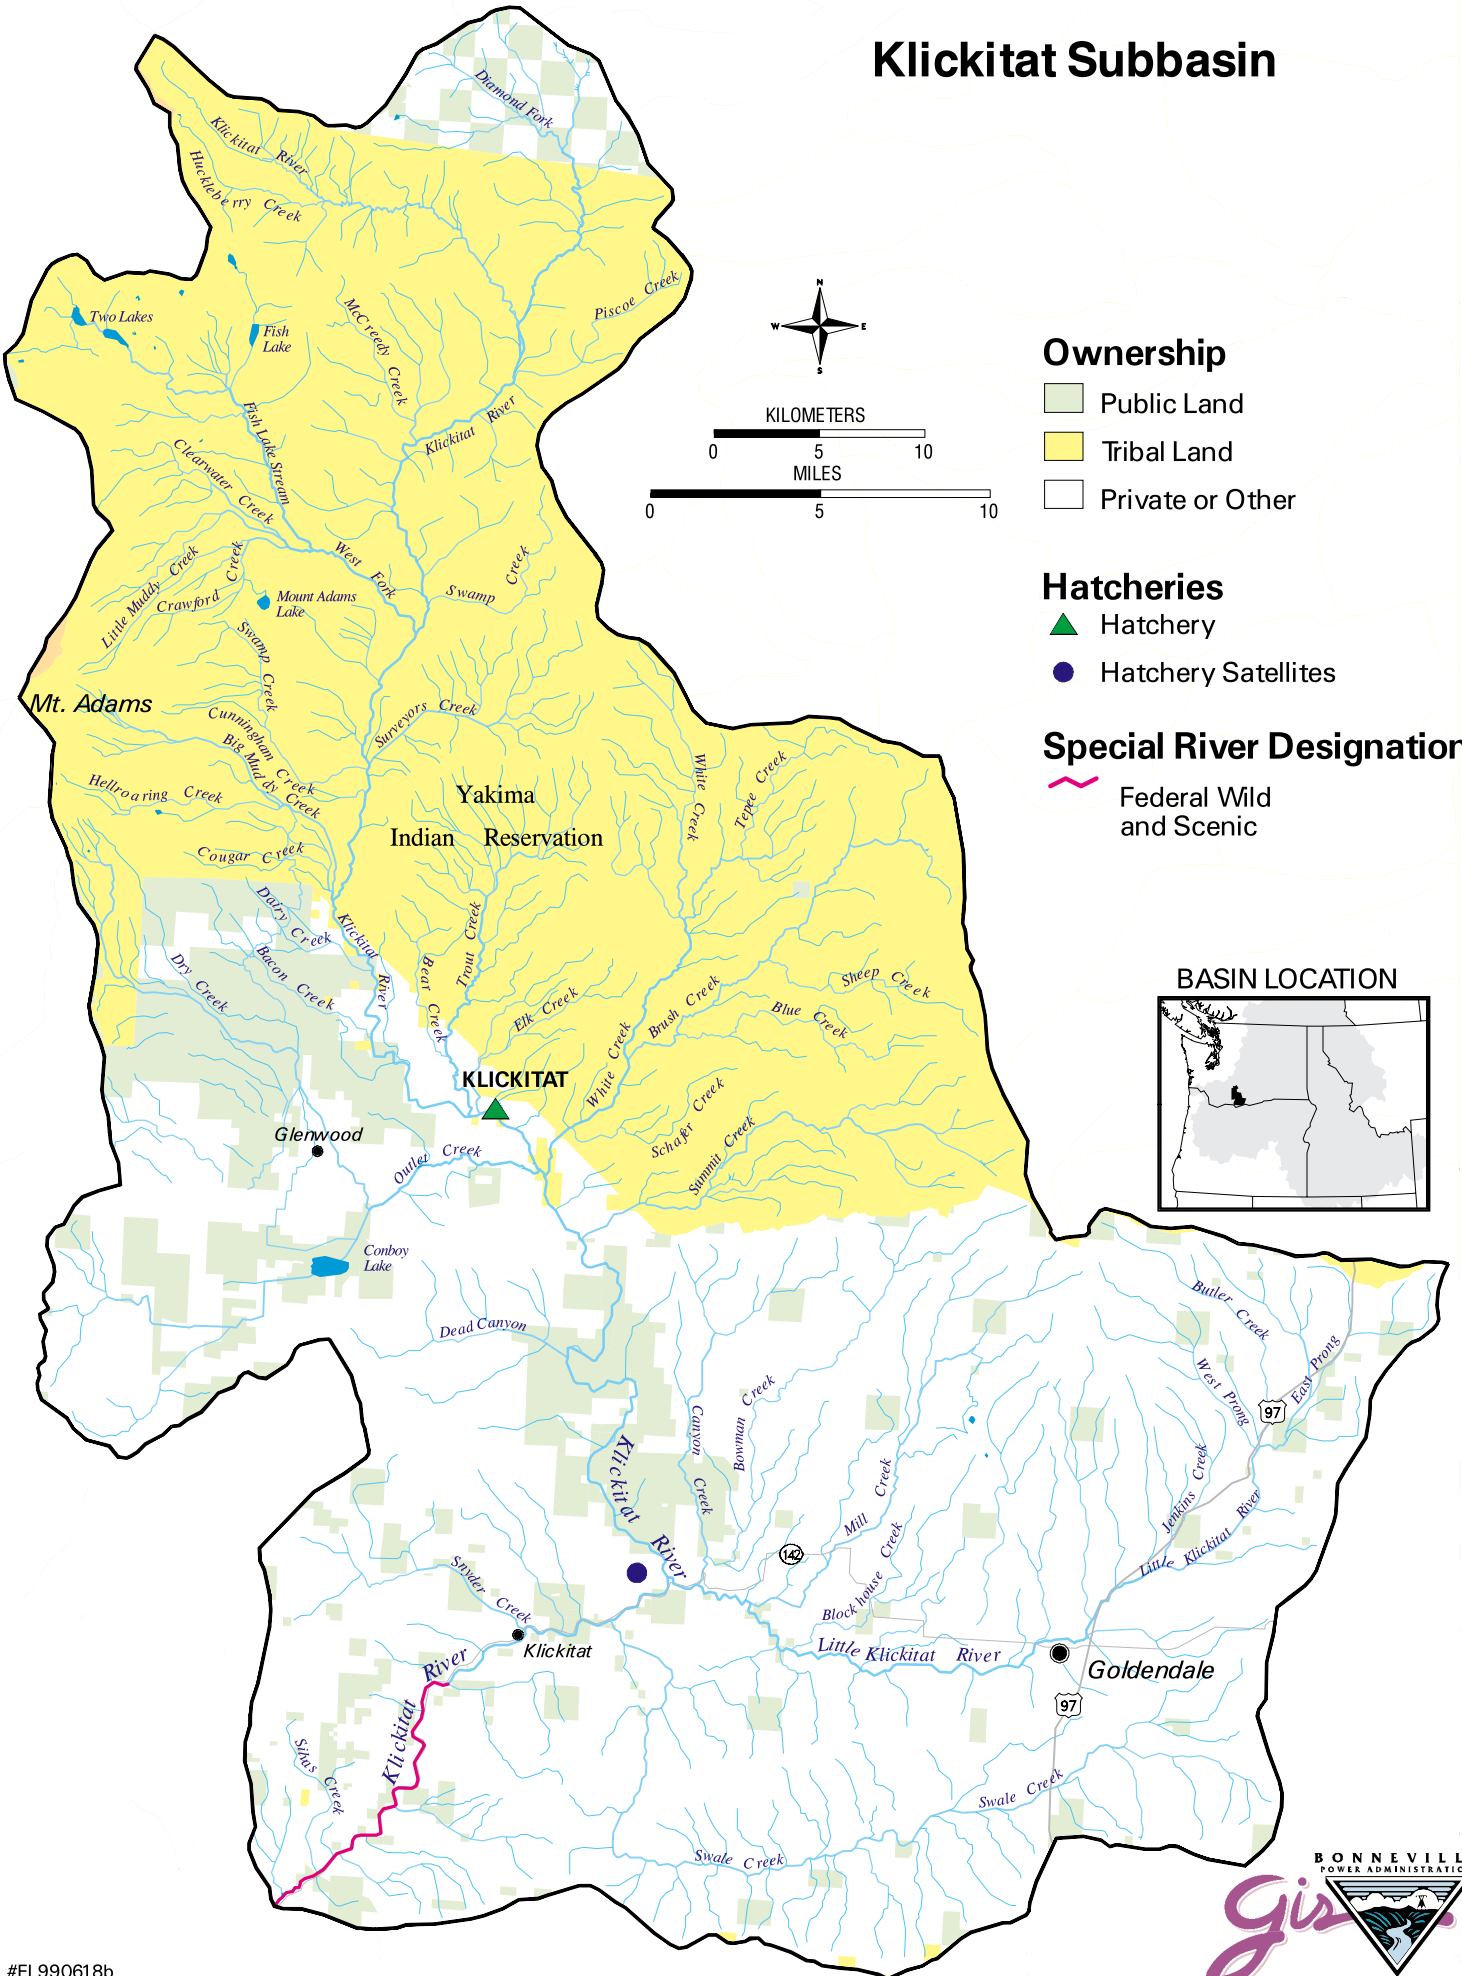 Klickitat Subbasin
Diamond Fork
Klickitat River
Huckleberry Creek
Piscoe Creek
Two Lakes
Fish
Lake
McCreedy Creek
N
W E
S
Ownership
Public Land
Tribal Land
Private or Other
KILOMETERS
0 5 10
MILES
0 5 10
Klickitat River
Fish Lake Stream
Clearwater Creek
West Fork
Swamp Creek
Little Muddy Creek
Crawford Creek
Mount Adams
Lake
Hatcheries
Hatchery
Hatchery Satellites
Swamp Creek
Mt. Adams
Surveyors Creek
Cunningham Creek
Big Muddy Creek
Hellroaring Creek
Cougar Creek
Yakima
Indian Reservation
White Creek
Tepee Creek
Special River Designation
Federal Wild
and Scenic
Dairy Creek
Klickitat River
Bacon Creek
Dry Creek
Bear Creek
Trout Creek
Elk Creek
White Creek
Brush Creek
Blue Creek
Sheep Creek
BASIN LOCATION
KLICKITAT
Schafer Creek
Summit Creek
Glenwood
Outlet Creek
Conboy
Lake
Dead Canyon
Butler Creek
West Prong
East Prong
97
Canyon Creek
Bowman Creek
Klickitat River
Mill Creek
Jenkins Creek
Little Klickitat River
142
Blockhouse Creek
Snyder Creek
Klickitat
Little Klickitat River
Goldendale
97
Klickitat River
Sihas Creek
Swale Creek
Swale Creek
BONNEVILL
POWER ADMINISTRATIO
Gis
#FL990618b